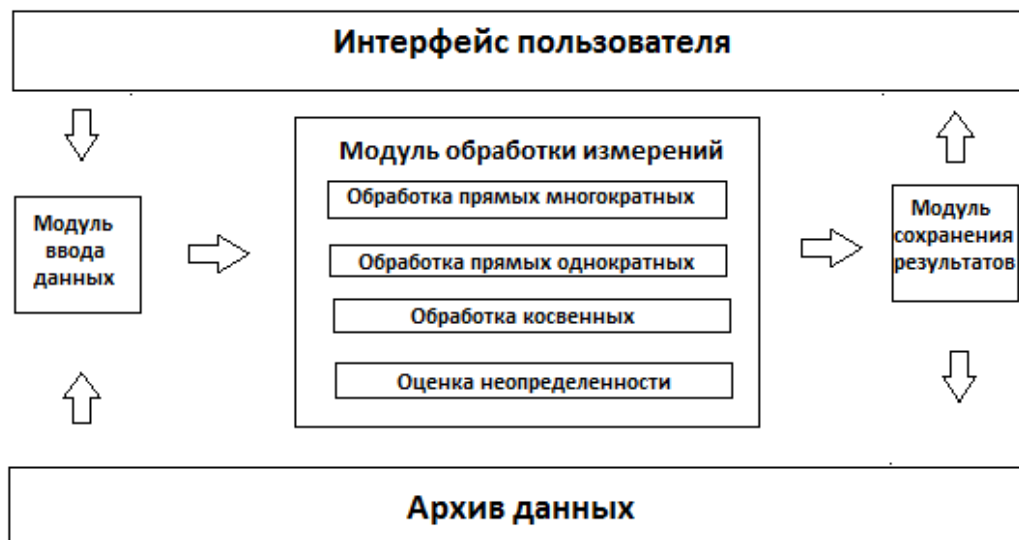 Интерфейс пользователя
Модуль обработки измерений
Обработка прямых многократных
Модуль
ввода
данных
Обработка прямых однократных
Обработка косвенных
Оценка неопределенности
Модуль
сохранения
результатов
Архив данных